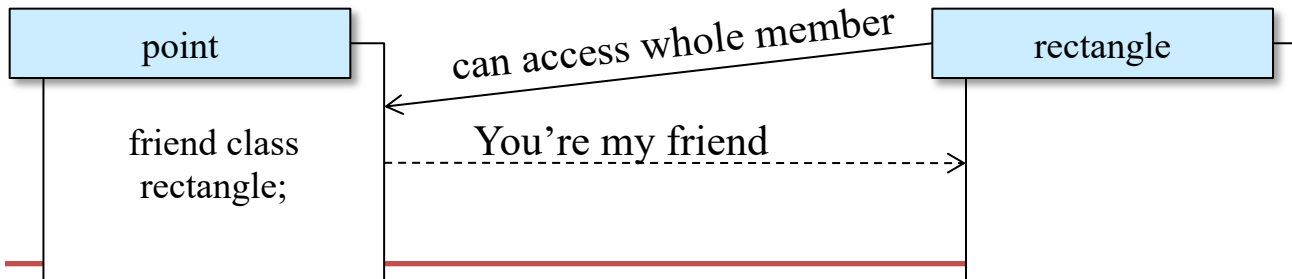 point
can access whole member
rectangle
friend class
rectangle;
You’re my friend